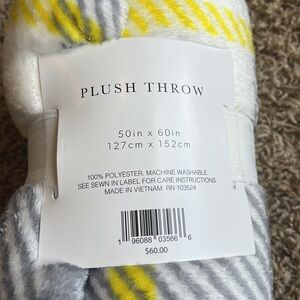 PLUSH THROW
50in x 60in
127cm x 152cm
100% POLYESTER. MACHINE WASHABLE.
SEE SEWN IN LABEL FOR CARE INSTRUCTIONS.
MADE IN VIETNAM. RN 103524
1 96088 03566 6
$60.00